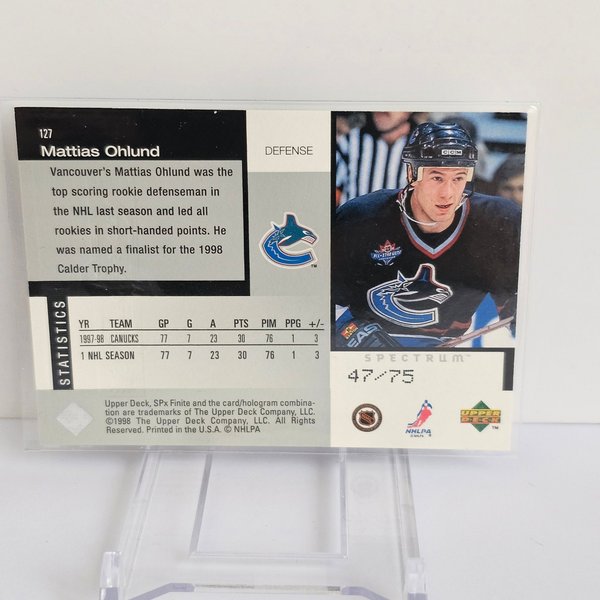 127
Mattias Ohlund
DEFENSE
Vancouver's Mattias Ohlund was the
top scoring rookie defenseman in
the NHL last season and led all
rookies in short-handed points. He
was named a finalist for the 1998
Calder Trophy.
TM
CCM
STATISTICS
YR TEAM GP G A PTS PIM PPG +/-
1997-98 CANUCKS 77 7 23 30 76 1 3
1 NHL SEASON 77 7 23 30 76 1 3
SPECTRUM™
47/75
Upper Deck, SPx Finite and the card/hologram combina-
tion are trademarks of The Upper Deck Company, LLC.
©1998 The Upper Deck Company, LLC. All Rights
Reserved. Printed in the U.S.A. © NHLPA
NHLPA
UPPER
DECK
TM